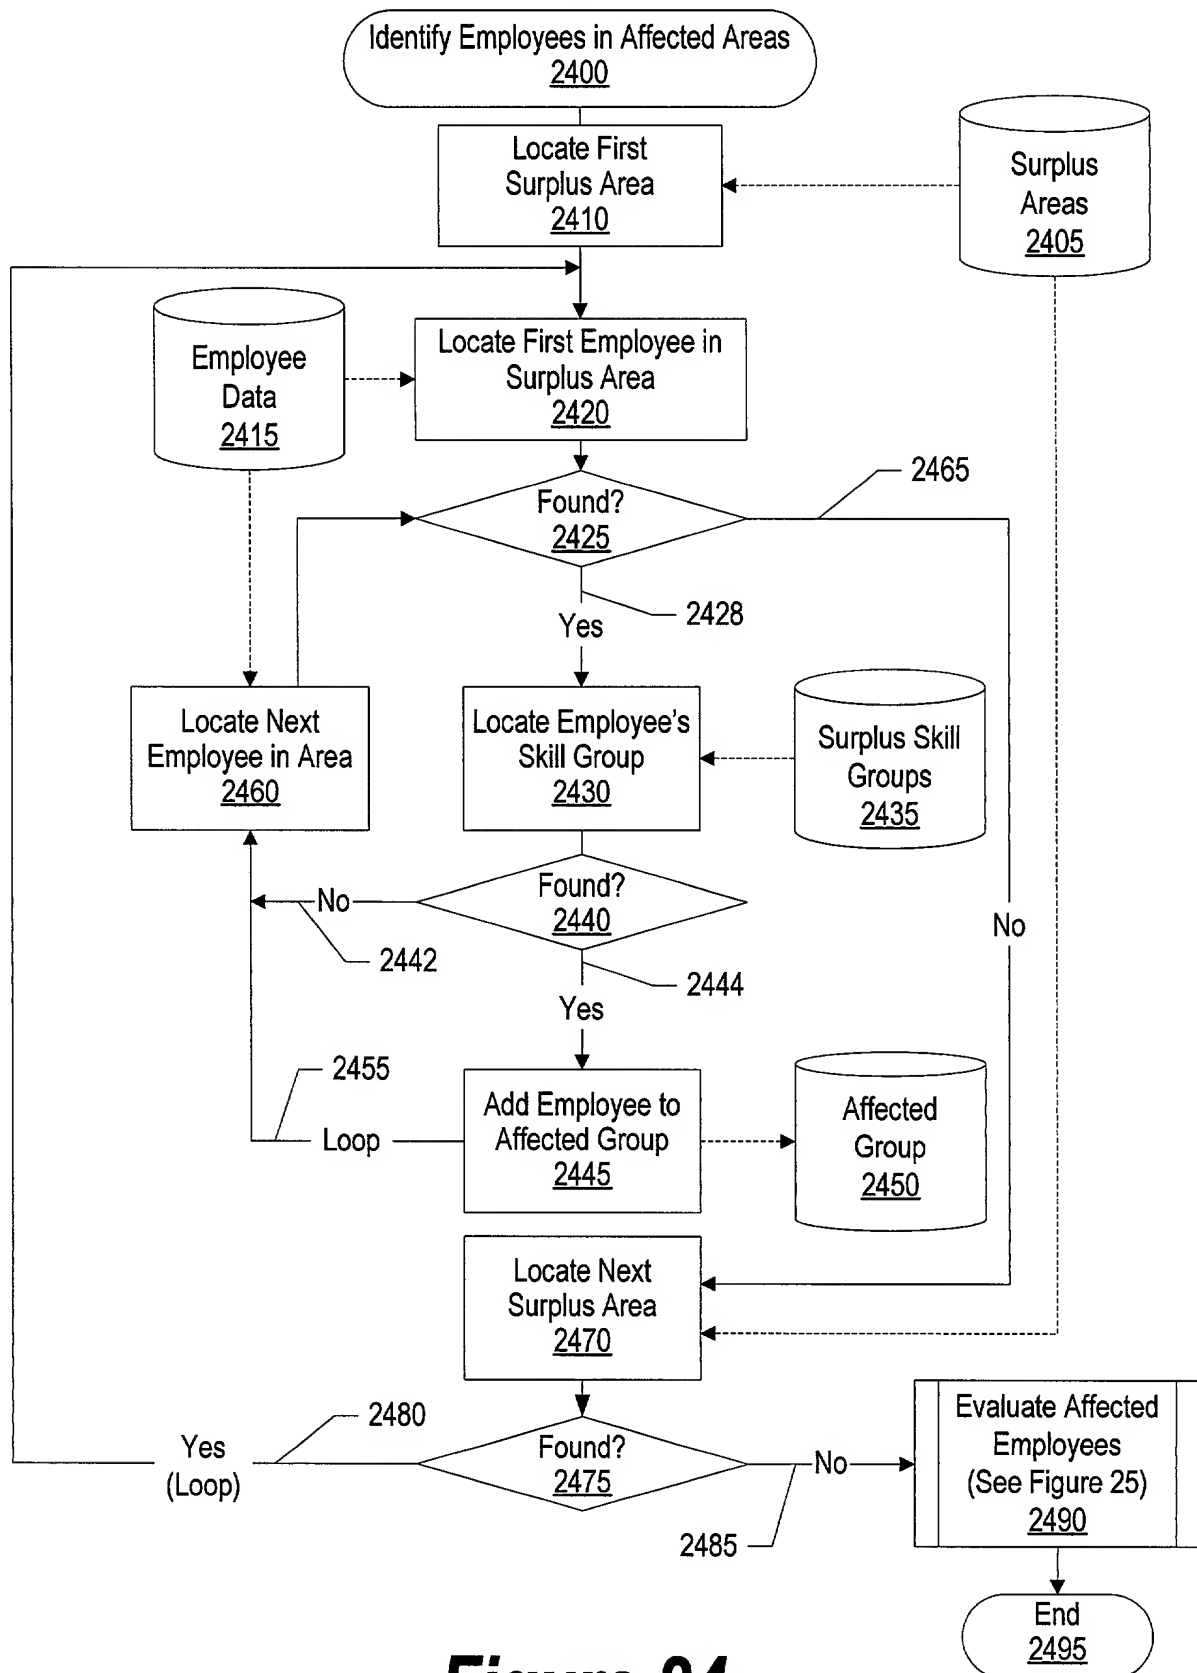 Identify Employees in Affected Areas
2400
Locate First
Surplus Area
2410
Surplus
Areas
2405
Employee
Data
2415
Locate First Employee in
Surplus Area
2420
2465
Found?
2425
2428
Yes
Locate Next
Employee in Area
2460
Locate Employee's
Skill Group
2430
Surplus Skill
Groups
2435
Found?
2440
No
2442
No
2444
Yes
2455
Loop
Add Employee to
Affected Group
2445
Affected
Group
2450
Locate Next
Surplus Area
2470
2480
Yes
(Loop)
Found?
2475
No
2485
Evaluate Affected
Employees
(See Figure 25)
2490
End
2495
Figure 24